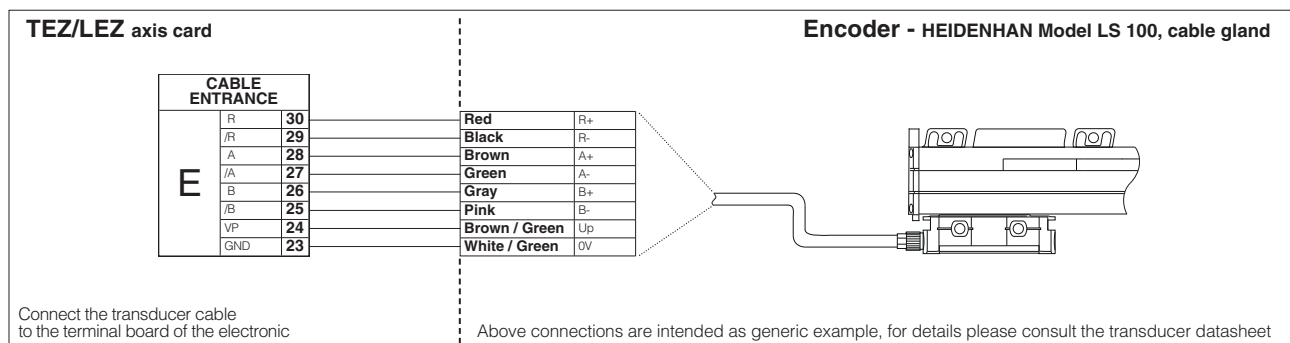 TEZ/LEZ axis card
Encoder - HEIDENHAN Model LS 100, cable gland
CABLE
ENTRANCE
E
R 30 Red R+
/R 29 Black R-
A 28 Brown A+
/A 27 Green A-
B 26 Gray B+
/B 25 Pink B-
VP 24 Brown / Green Up
GND 23 White / Green 0V
Connect the transducer cable
to the terminal board of the electronic
Above connections are intended as generic example, for details please consult the transducer datasheet